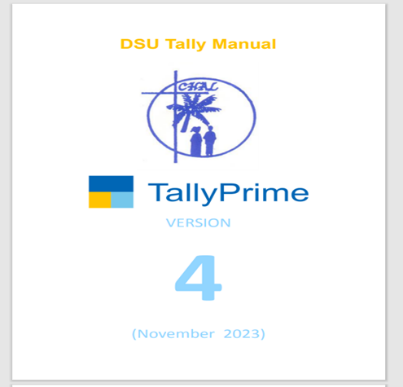 DSU Tally Manual
CHAL
TallyPrime
VERSION
4
(November 2023)